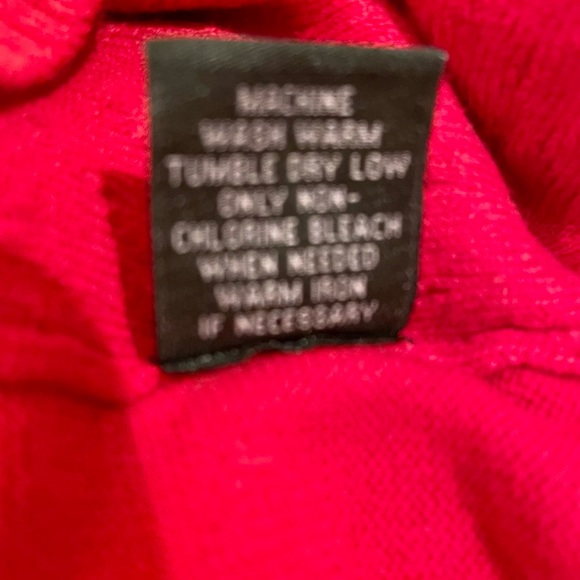 MACHINE
WASH WARM
TUMBLE DRY LOW
ONLY NON-
CHLORINE BLEACH
WHEN NEEDED
WARM IRON
IF NECESSARY